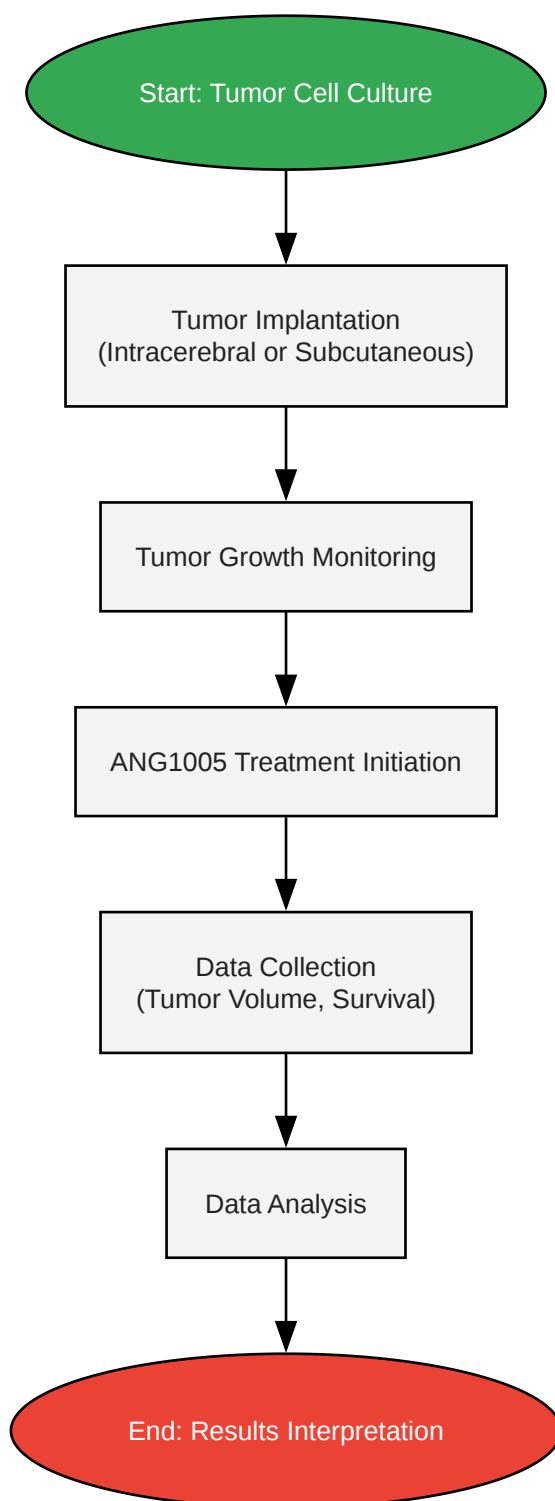 Start: Tumor Cell Culture
Tumor Implantation
(Intracerebral or Subcutaneous)
Tumor Growth Monitoring
ANG1005 Treatment Initiation
Data Collection
(Tumor Volume, Survival)
Data Analysis
End: Results Interpretation